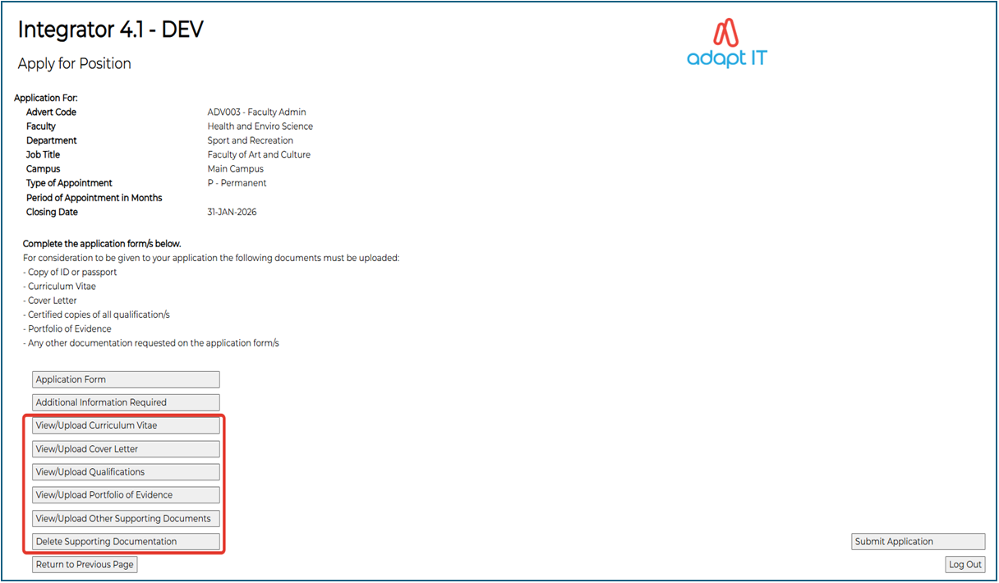 Integrator 4.1 - DEV
adapt IT
Apply for Position
Application For:
Advert Code ADV003 - Faculty Admin
Faculty Health and Enviro Science
Department Sport and Recreation
Job Title Faculty of Art and Culture
Campus Main Campus
Type of Appointment P - Permanent
Period of Appointment in Months
Closing Date 31-JAN-2026
Complete the application form/s below.
For consideration to be given to your application the following documents must be uploaded:
- Copy of ID or passport
- Curriculum Vitae
- Cover Letter
- Certified copies of all qualification/s
- Portfolio of Evidence
- Any other documentation requested on the application form/s
Application Form
Additional Information Required
View/Upload Curriculum Vitae
View/Upload Cover Letter
View/Upload Qualifications
View/Upload Portfolio of Evidence
View/Upload Other Supporting Documents
Delete Supporting Documentation
Submit Application
Return to Previous Page
Log Out